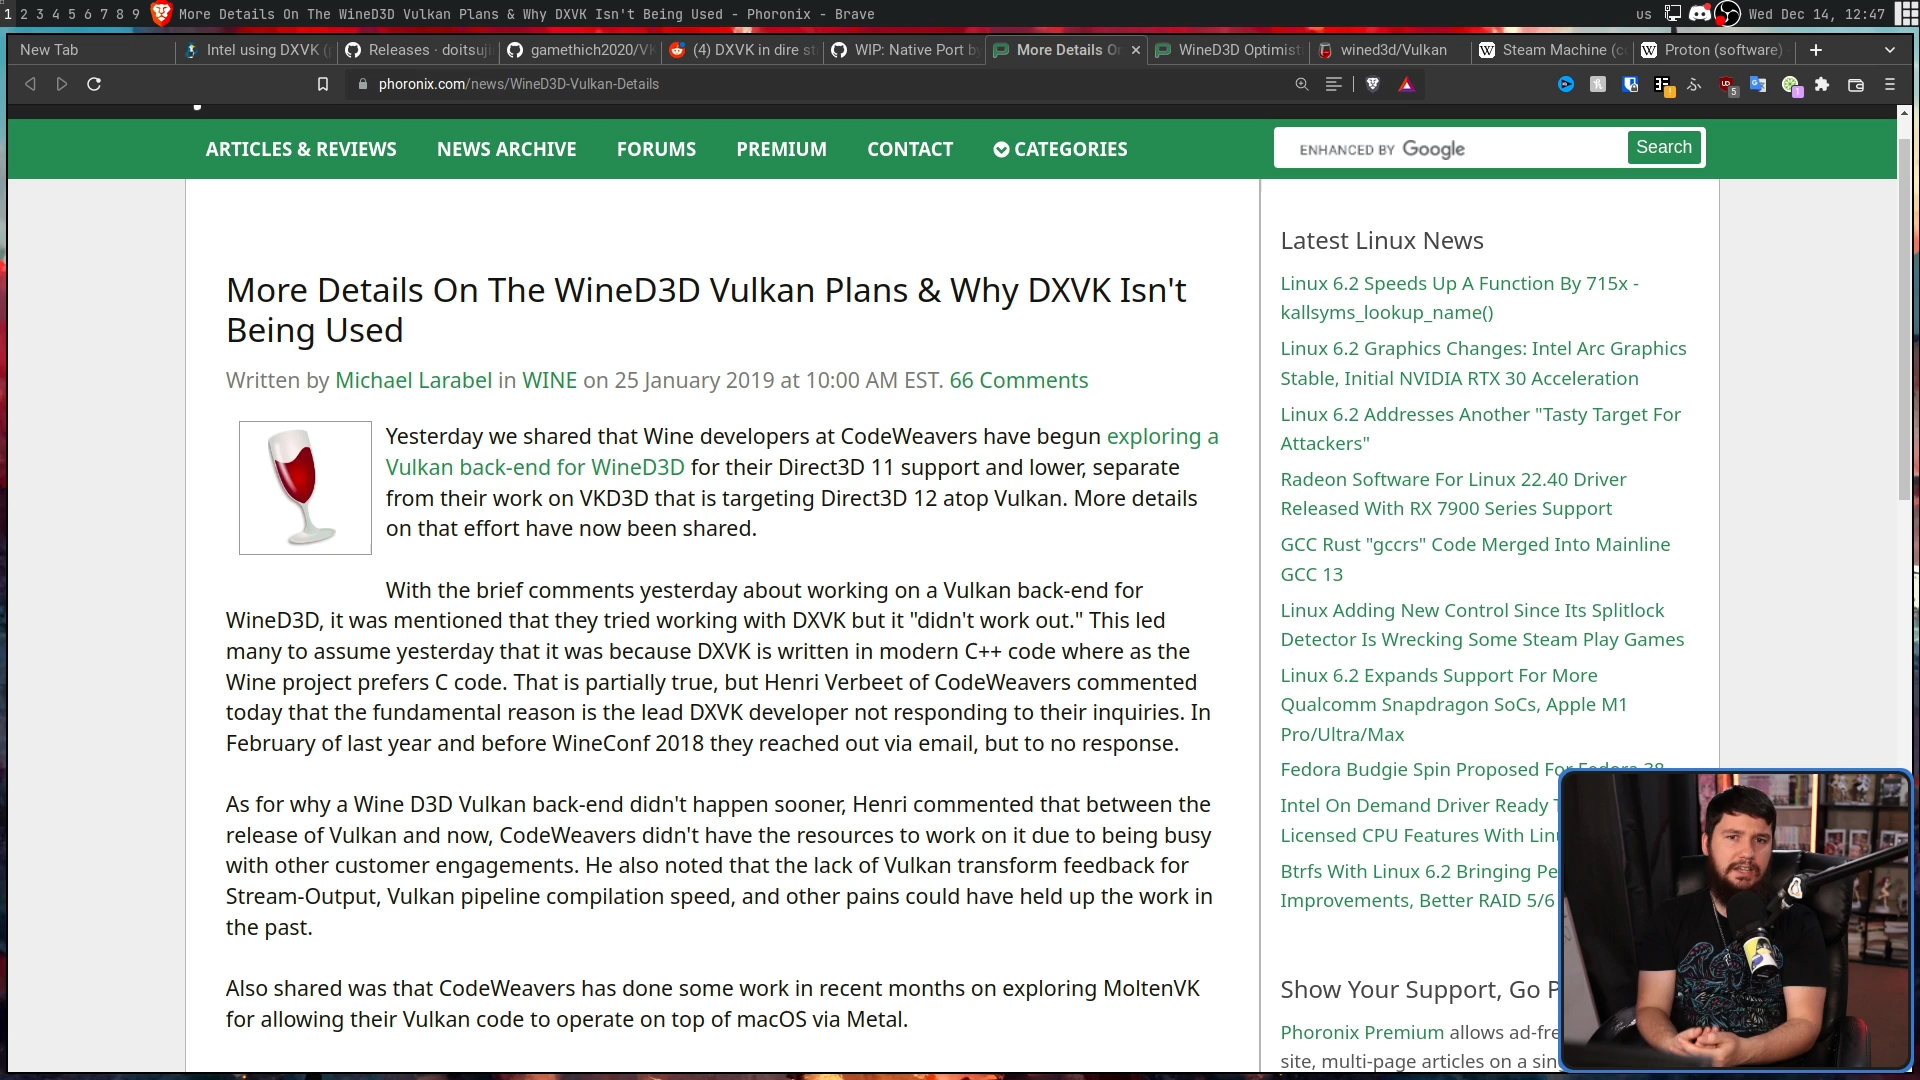 1 2 3 4 5 6 7 8 9 More Details On The WineD3D Vulkan Plans & Why DXVK Isn't Being Used - Phoronix - Brave
us Wed Dec 14, 12:47
New Tab
Intel using DXVK (
Releases · doitsuji
gamethich2020/VK
(4) DXVK in dire st
WIP: Native Port by
More Details O
WineD3D Optimist
wined3d/Vulkan
Steam Machine (c
Proton (software)
phoronix.com/news/WineD3D-Vulkan-Details
ARTICLES & REVIEWS
NEWS ARCHIVE
FORUMS
PREMIUM
CONTACT
CATEGORIES
ENHANCED BY Google
Search
More Details On The WineD3D Vulkan Plans & Why DXVK Isn't
Being Used
Written by Michael Larabel in WINE on 25 January 2019 at 10:00 AM EST. 66 Comments
Yesterday we shared that Wine developers at CodeWeavers have begun exploring a
Vulkan back-end for WineD3D for their Direct3D 11 support and lower, separate
from their work on VKD3D that is targeting Direct3D 12 atop Vulkan. More details
on that effort have now been shared.
With the brief comments yesterday about working on a Vulkan back-end for
WineD3D, it was mentioned that they tried working with DXVK but it "didn't work out." This led
many to assume yesterday that it was because DXVK is written in modern C++ code where as the
Wine project prefers C code. That is partially true, but Henri Verbeet of CodeWeavers commented
today that the fundamental reason is the lead DXVK developer not responding to their inquiries. In
February of last year and before WineConf 2018 they reached out via email, but to no response.
As for why a Wine D3D Vulkan back-end didn't happen sooner, Henri commented that between the
release of Vulkan and now, CodeWeavers didn't have the resources to work on it due to being busy
with other customer engagements. He also noted that the lack of Vulkan transform feedback for
Stream-Output, Vulkan pipeline compilation speed, and other pains could have held up the work in
the past.
Also shared was that CodeWeavers has done some work in recent months on exploring MoltenVK
for allowing their Vulkan code to operate on top of macOS via Metal.
Latest Linux News
Linux 6.2 Speeds Up A Function By 715x -
kallsyms_lookup_name()
Linux 6.2 Graphics Changes: Intel Arc Graphics
Stable, Initial NVIDIA RTX 30 Acceleration
Linux 6.2 Addresses Another "Tasty Target For
Attackers"
Radeon Software For Linux 22.40 Driver
Released With RX 7900 Series Support
GCC Rust "gccrs" Code Merged Into Mainline
GCC 13
Linux Adding New Control Since Its Splitlock
Detector Is Wrecking Some Steam Play Games
Linux 6.2 Expands Support For More
Qualcomm Snapdragon SoCs, Apple M1
Pro/Ultra/Max
Fedora Budgie Spin Proposed For Fedora 38
Intel On Demand Driver Ready
Licensed CPU Features With Linu
Btrfs With Linux 6.2 Bringing Pe
Improvements, Better RAID 5/6
Show Your Support, Go P
Phoronix Premium allows ad-fre
site, multi-page articles on a sin